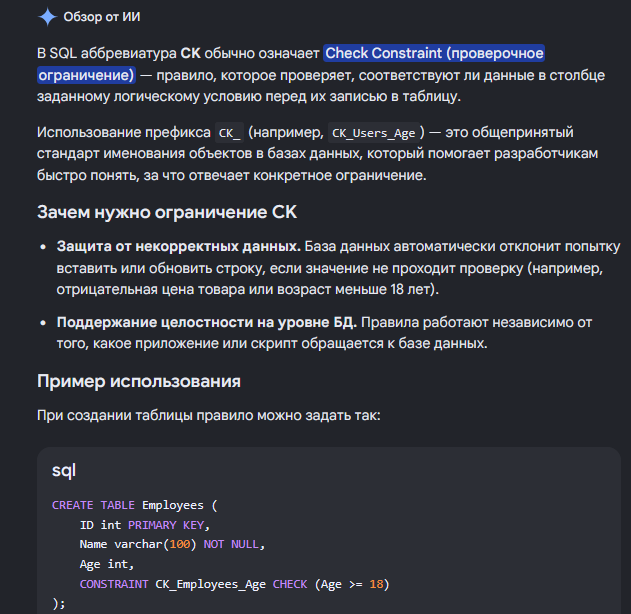 Обзор от ИИ
В SQL аббревиатура CK обычно означает Check Constraint (проверочное
ограничение) — правило, которое проверяет, соответствуют ли данные в столбце
заданному логическому условию перед их записью в таблицу.
Использование префикса CK_ (например, CK_Users_Age) — это общепринятый
стандарт именования объектов в базах данных, который помогает разработчикам
быстро понять, за что отвечает конкретное ограничение.
Зачем нужно ограничение CK
• Защита от некорректных данных. База данных автоматически отклонит попытку
вставить или обновить строку, если значение не проходит проверку (например,
отрицательная цена товара или возраст меньше 18 лет).
• Поддержание целостности на уровне БД. Правила работают независимо от
того, какое приложение или скрипт обращается к базе данных.
Пример использования
При создании таблицы правило можно задать так:
sql
CREATE TABLE Employees (
    ID int PRIMARY KEY,
    Name varchar(100) NOT NULL,
    Age int,
    CONSTRAINT CK_Employees_Age CHECK (Age >= 18)
);